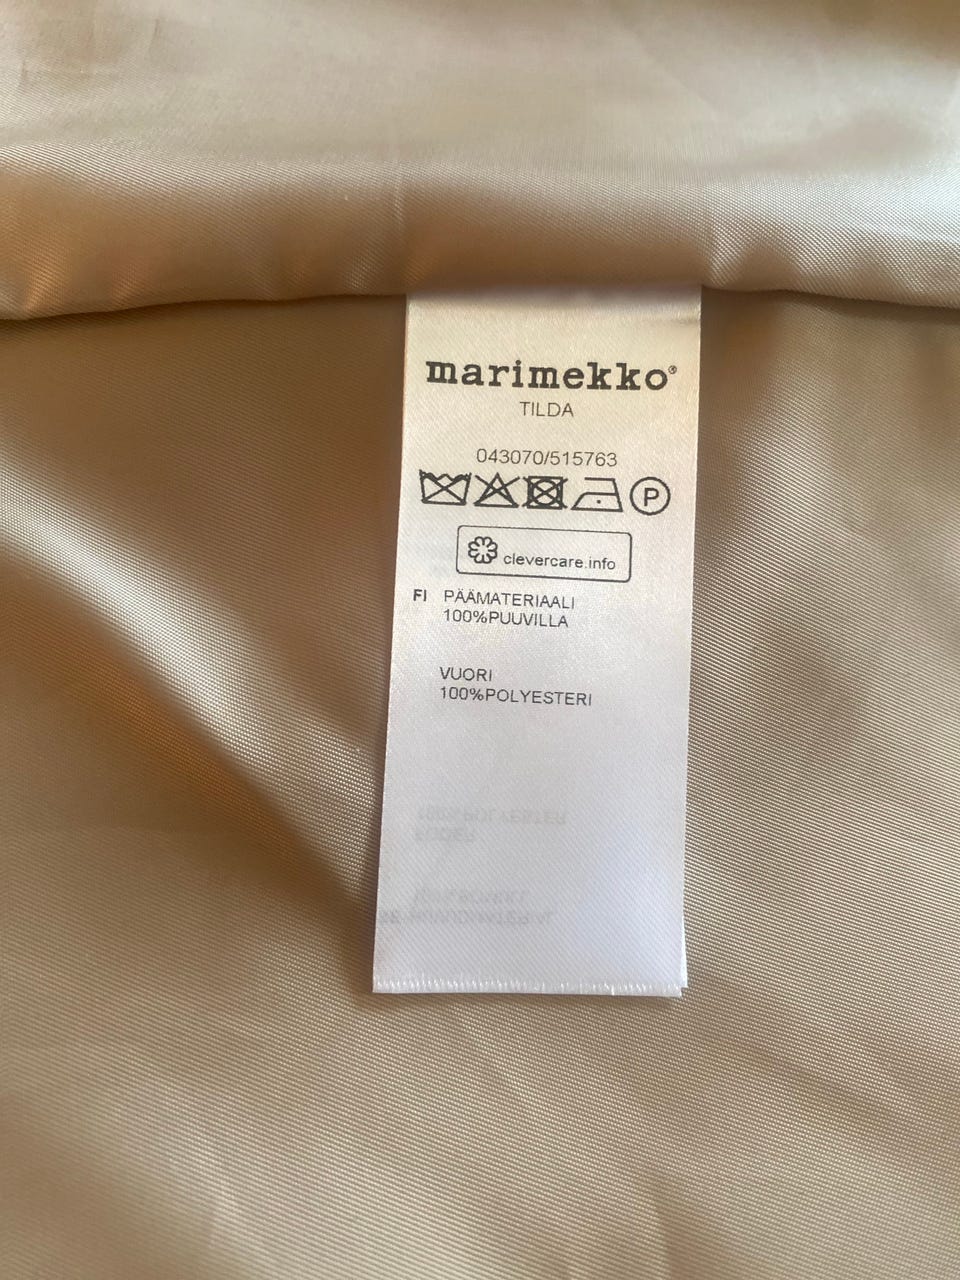 marimekko®
TILDA
043070/515763
P
clevercare.info
FI PÄÄMATERIAALI
100%PUUVILLA
VUORI
100%POLYESTERI